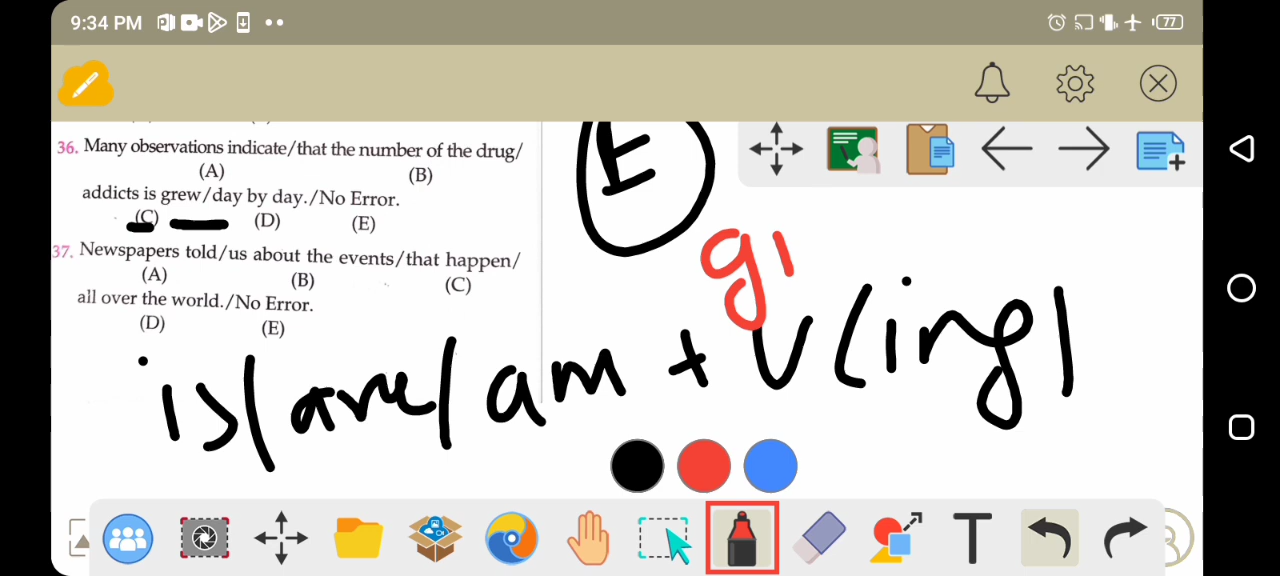 9:34 PM
77
36. Many observations indicate/that the number of the drug/
(A) (B)
addicts is grew/day by day./No Error.
(C) (D) (E)
37. Newspapers told/us about the events/that happen/
(A) (B) (C)
all over the world./No Error.
(D) (E)
E
is/are/am + V(ing)
T